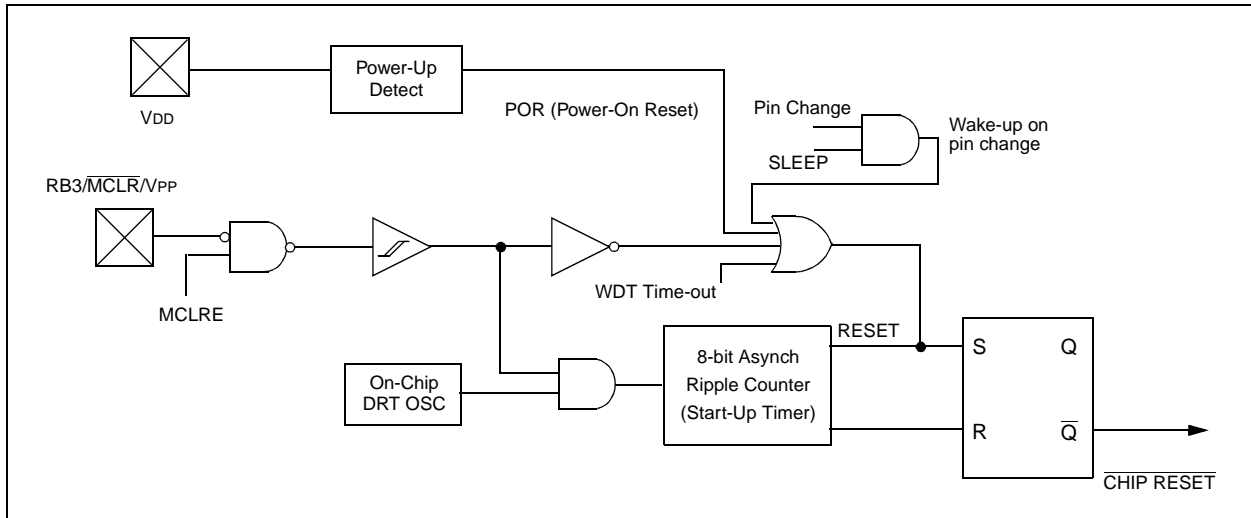 Power-Up
Detect
VDD
POR (Power-On Reset)
Pin Change
SLEEP
Wake-up on
pin change
RB3/MCLR/VPP
MCLRE
WDT Time-out
On-Chip
DRT OSC
8-bit Asynch
Ripple Counter
(Start-Up Timer)
RESET
S
Q
R
Q
CHIP RESET